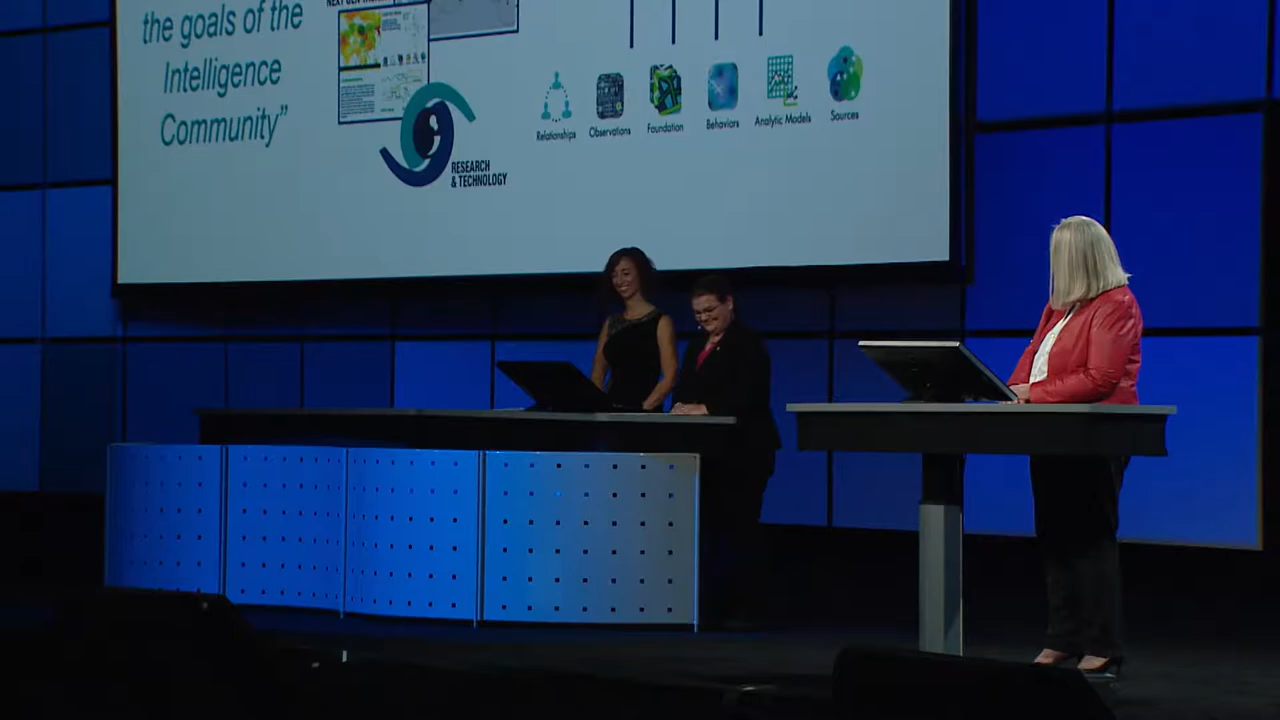 the goals of the
Intelligence
Community”
RESEARCH
& TECHNOLOGY
Relationships
Observations
Foundation
Behaviors
Analytic Models
Sources